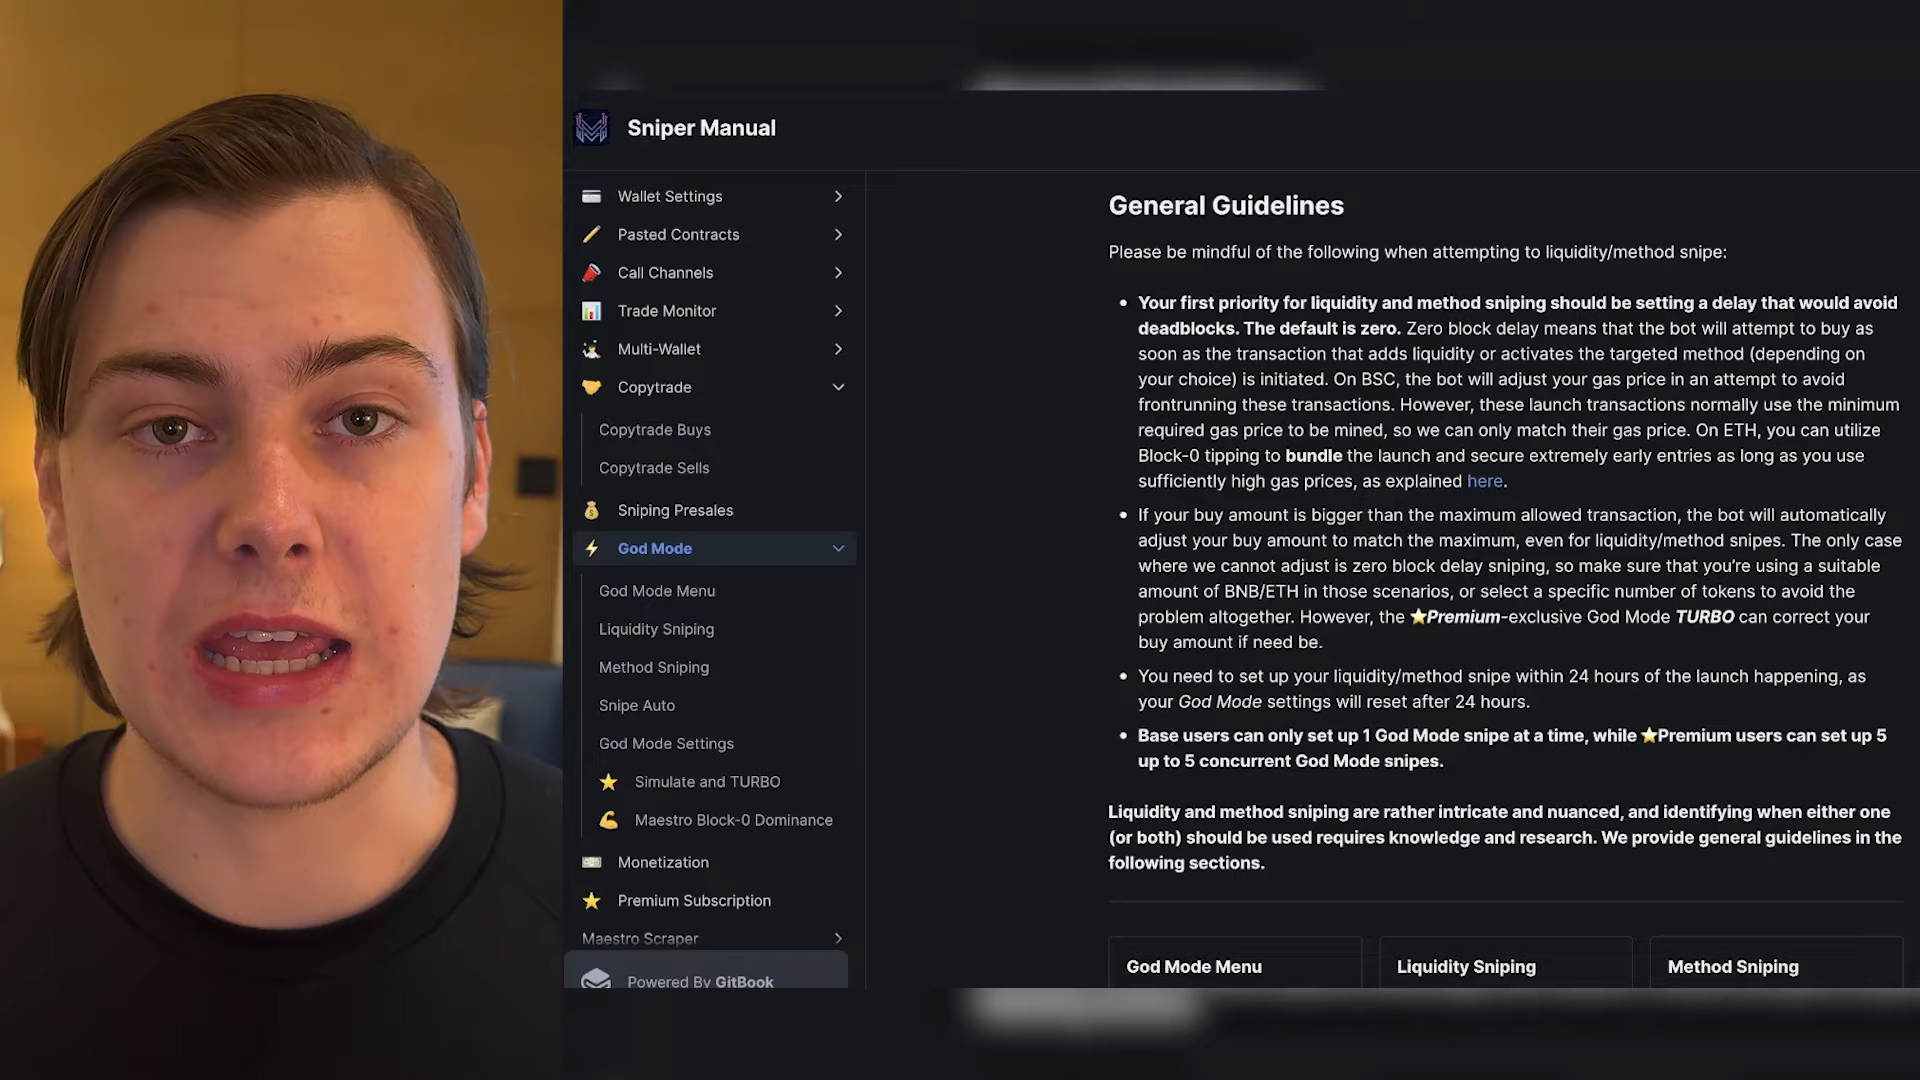 Sniper Manual
Wallet Settings
Pasted Contracts
Call Channels
Trade Monitor
Multi-Wallet
Copytrade
Copytrade Buys
Copytrade Sells
Sniping Presales
God Mode
God Mode Menu
Liquidity Sniping
Method Sniping
Snipe Auto
God Mode Settings
Simulate and TURBO
Maestro Block-0 Dominance
Monetization
Premium Subscription
Maestro Scraper
Powered By GitBook
General Guidelines
Please be mindful of the following when attempting to liquidity/method snipe:
• Your first priority for liquidity and method sniping should be setting a delay that would avoid
deadblocks. The default is zero. Zero block delay means that the bot will attempt to buy as
soon as the transaction that adds liquidity or activates the targeted method (depending on
your choice) is initiated. On BSC, the bot will adjust your gas price in an attempt to avoid
frontrunning these transactions. However, these launch transactions normally use the minimum
required gas price to be mined, so we can only match their gas price. On ETH, you can utilize
Block-0 tipping to bundle the launch and secure extremely early entries as long as you use
sufficiently high gas prices, as explained here.
• If your buy amount is bigger than the maximum allowed transaction, the bot will automatically
adjust your buy amount to match the maximum, even for liquidity/method snipes. The only case
where we cannot adjust is zero block delay sniping, so make sure that you're using a suitable
amount of BNB/ETH in those scenarios, or select a specific number of tokens to avoid the
problem altogether. However, the ⭐Premium-exclusive God Mode TURBO can correct your
buy amount if need be.
• You need to set up your liquidity/method snipe within 24 hours of the launch happening, as
your God Mode settings will reset after 24 hours.
• Base users can only set up 1 God Mode snipe at a time, while ⭐Premium users can set up 5
up to 5 concurrent God Mode snipes.
Liquidity and method sniping are rather intricate and nuanced, and identifying when either one
(or both) should be used requires knowledge and research. We provide general guidelines in the
following sections.
God Mode Menu
Liquidity Sniping
Method Sniping